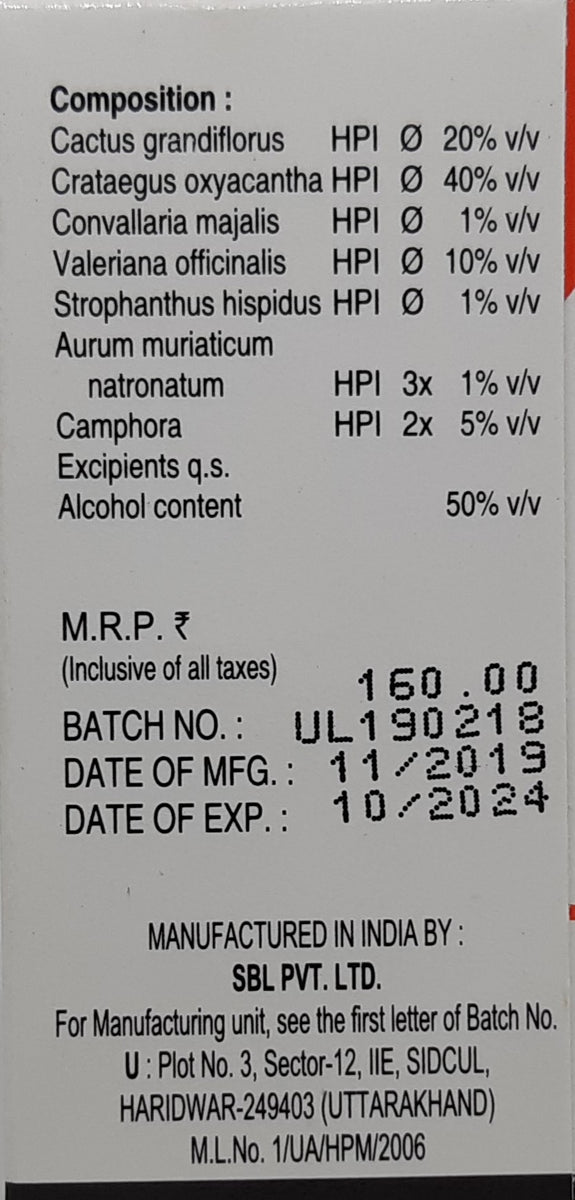 Composition :
Cactus grandiflorus HPI Ø 20% v/v
Crataegus oxyacantha HPI Ø 40% v/v
Convallaria majalis HPI Ø 1% v/v
Valeriana officinalis HPI Ø 10% v/v
Strophanthus hispidus HPI Ø 1% v/v
Aurum muriaticum
natronatum HPI 3x 1% v/v
Camphora HPI 2x 5% v/v
Excipients q.s.
Alcohol content 50% v/v
M.R.P. ₹
(Inclusive of all taxes) 160.00
BATCH NO. : UL190218
DATE OF MFG. : 11/2019
DATE OF EXP. : 10/2024
MANUFACTURED IN INDIA BY :
SBL PVT. LTD.
For Manufacturing unit, see the first letter of Batch No.
U : Plot No. 3, Sector-12, IIE, SIDCUL,
HARIDWAR-249403 (UTTARAKHAND)
M.L.No. 1/UA/HPM/2006